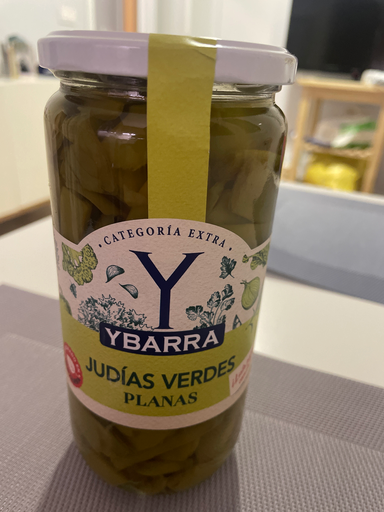 · CATEGORÍA EXTRA ·
Y
YBARRA
JUDÍAS VERDES
PLANAS